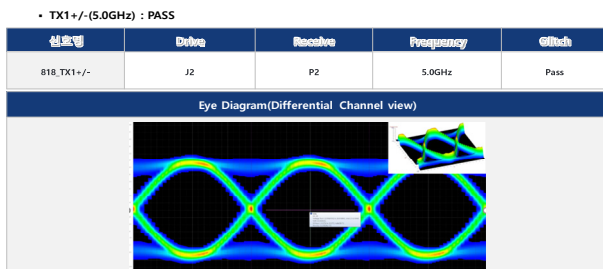 ▪ TX1+/-(5.0GHz) : PASS
신호명 Drive Receive Frequency Glitch
818_TX1+/- J2 P2 5.0GHz Pass
Eye Diagram(Differential Channel view)